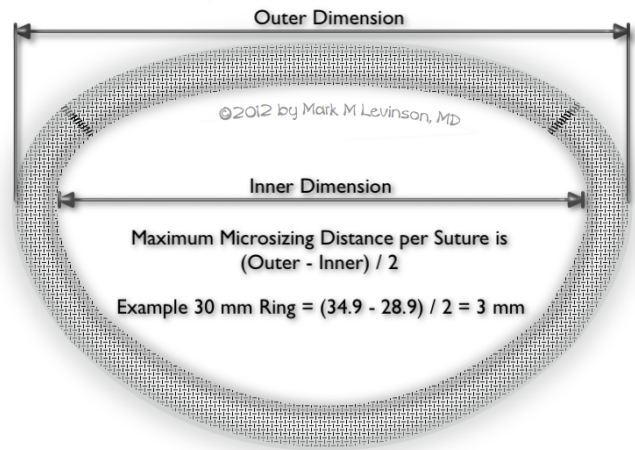 Outer Dimension
©2012 by Mark M Levinson, MD
Inner Dimension
Maximum Microsizing Distance per Suture is
(Outer - Inner) / 2
Example 30 mm Ring = (34.9 - 28.9) / 2 = 3 mm